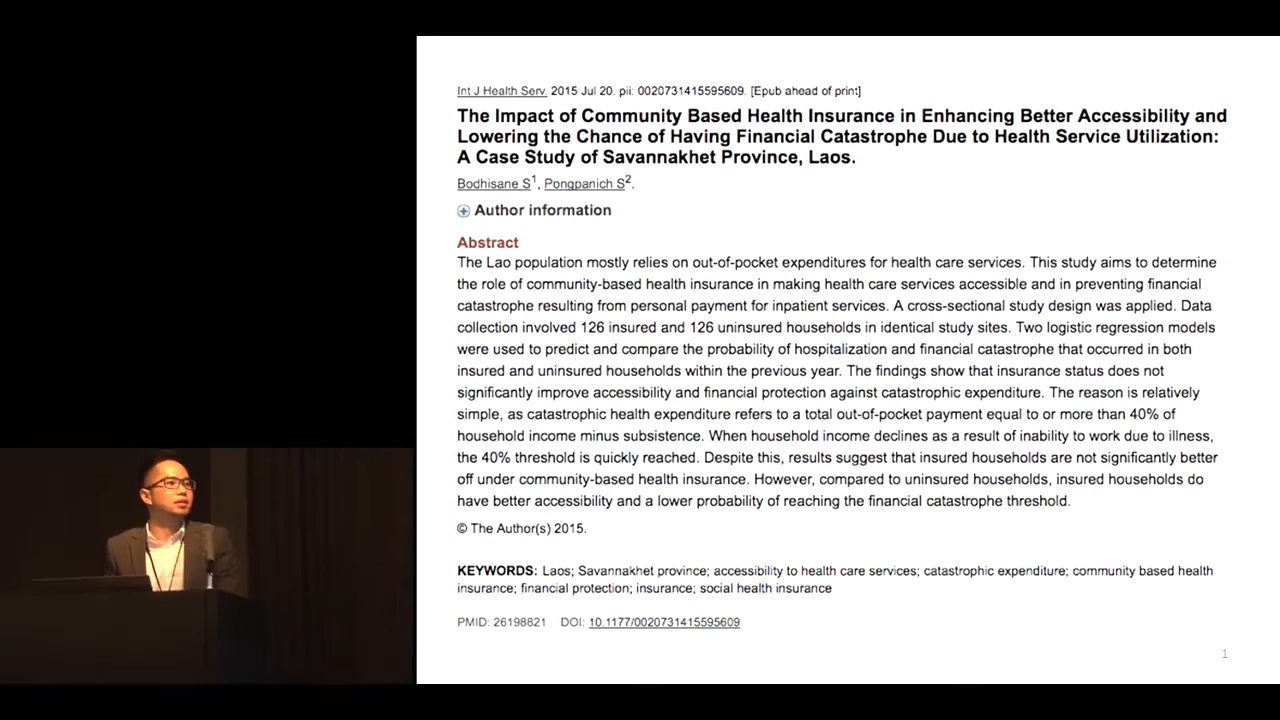 Int J Health Serv. 2015 Jul 20. pii: 0020731415595609. [Epub ahead of print]
The Impact of Community Based Health Insurance in Enhancing Better Accessibility and
Lowering the Chance of Having Financial Catastrophe Due to Health Service Utilization:
A Case Study of Savannakhet Province, Laos.
Bodhisane S1, Pongpanich S2.
Author information
Abstract
The Lao population mostly relies on out-of-pocket expenditures for health care services. This study aims to determine
the role of community-based health insurance in making health care services accessible and in preventing financial
catastrophe resulting from personal payment for inpatient services. A cross-sectional study design was applied. Data
collection involved 126 insured and 126 uninsured households in identical study sites. Two logistic regression models
were used to predict and compare the probability of hospitalization and financial catastrophe that occurred in both
insured and uninsured households within the previous year. The findings show that insurance status does not
significantly improve accessibility and financial protection against catastrophic expenditure. The reason is relatively
simple, as catastrophic health expenditure refers to a total out-of-pocket payment equal to or more than 40% of
household income minus subsistence. When household income declines as a result of inability to work due to illness,
the 40% threshold is quickly reached. Despite this, results suggest that insured households are not significantly better
off under community-based health insurance. However, compared to uninsured households, insured households do
have better accessibility and a lower probability of reaching the financial catastrophe threshold.
© The Author(s) 2015.
KEYWORDS: Laos; Savannakhet province; accessibility to health care services; catastrophic expenditure; community based health
insurance; financial protection; insurance; social health insurance
PMID: 26198821 DOI: 10.1177/0020731415595609
1